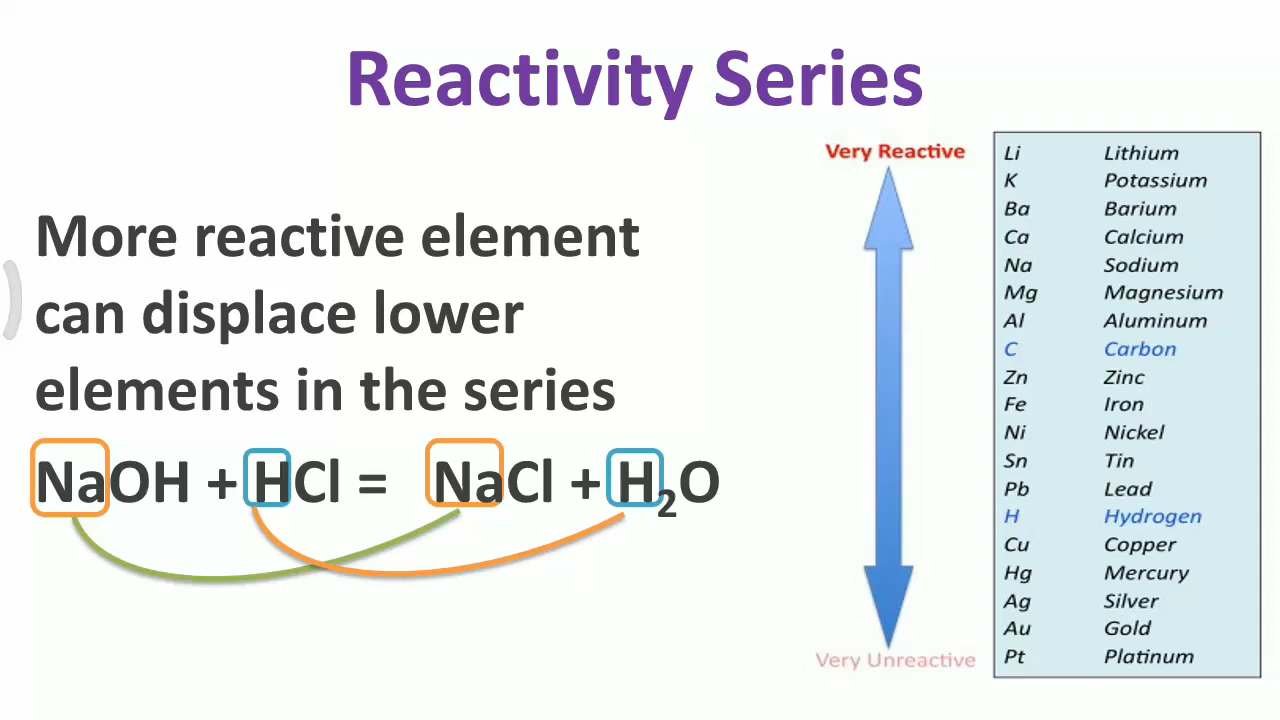 Reactivity Series
More reactive element
can displace lower
elements in the series
NaOH + HCl = NaCl + H₂O
Very Reactive
Very Unreactive
Li Lithium
K Potassium
Ba Barium
Ca Calcium
Na Sodium
Mg Magnesium
Al Aluminum
C Carbon
Zn Zinc
Fe Iron
Ni Nickel
Sn Tin
Pb Lead
H Hydrogen
Cu Copper
Hg Mercury
Ag Silver
Au Gold
Pt Platinum